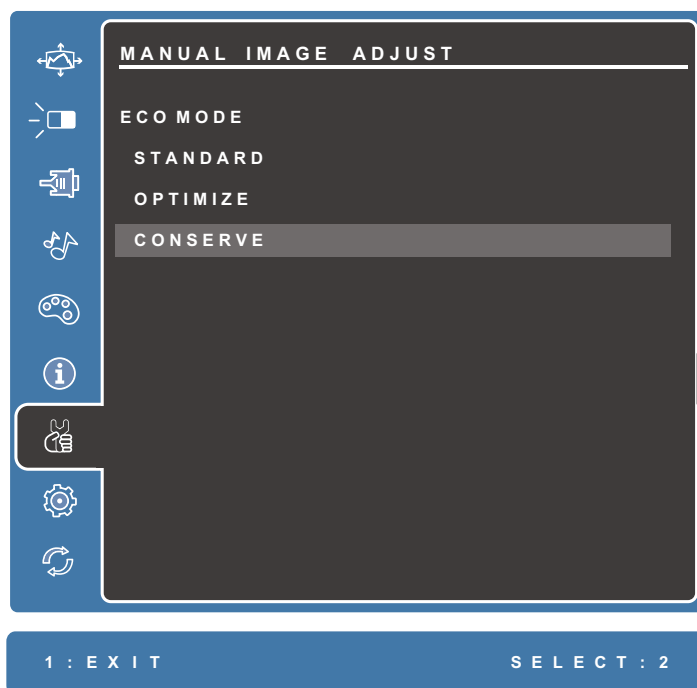 MANUAL IMAGE ADJUST
ECO MODE
STANDARD
OPTIMIZE
CONSERVE
1:EXIT SELECT:2